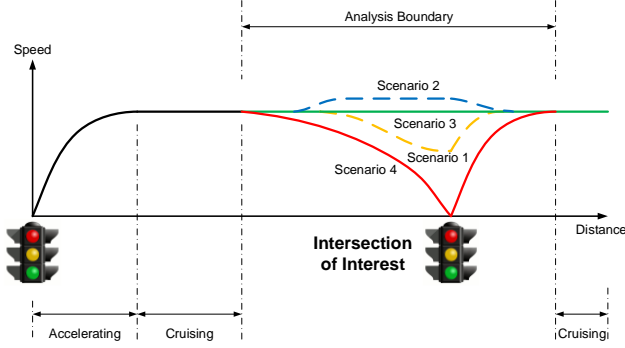 Analysis Boundary
Speed
Scenario 2
Scenario 3
Scenario 1
Scenario 4
Distance
Intersection
of Interest
Accelerating
Cruising
Cruising